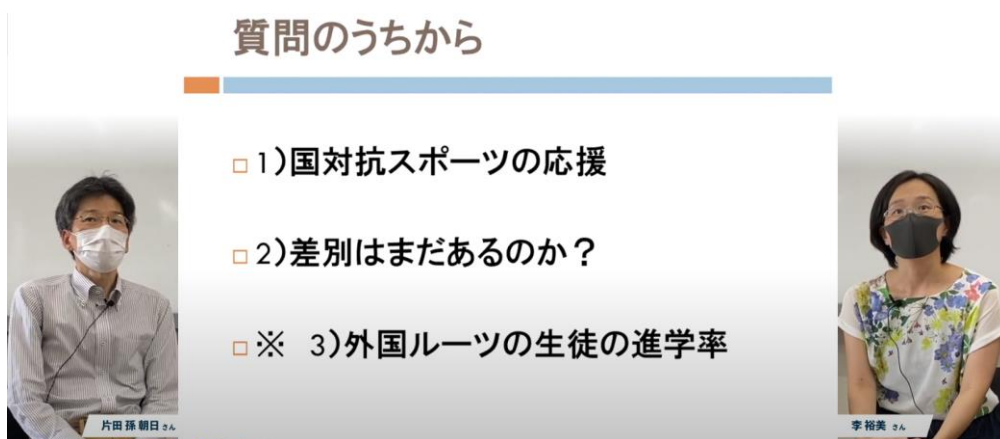 質問のうちから
1)国対抗スポーツの応援
2)差別はまだあるのか?
※ 3)外国ルーツの生徒の進学率
片田 孫 朝日 さん
李 裕美 さん